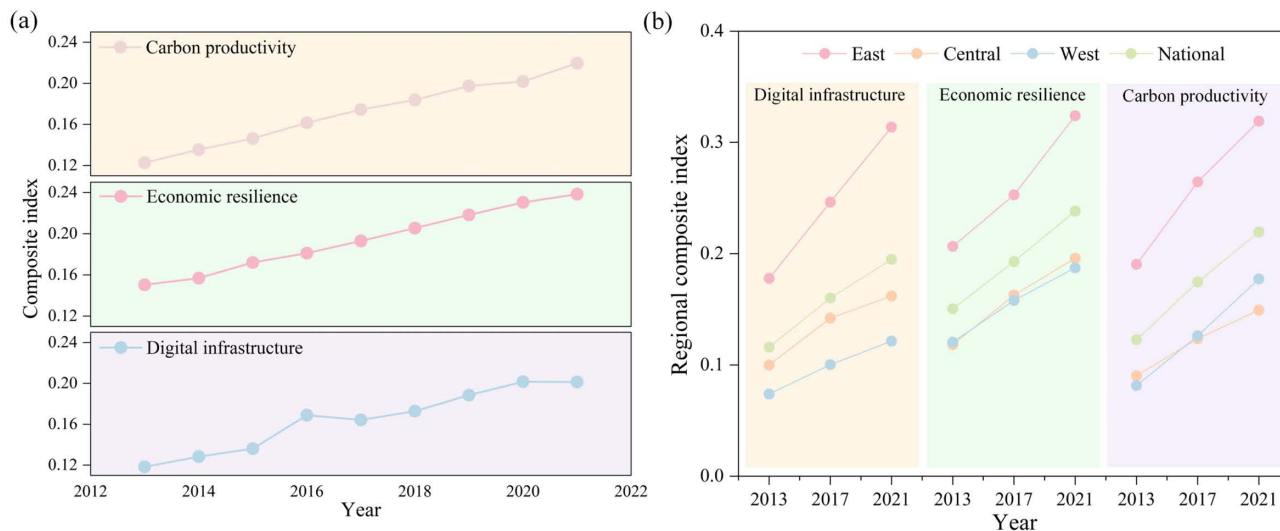 (a)
Composite index
0.24
0.20
0.16
0.12
Carbon productivity
0.24
0.20
0.16
0.12
Economic resilience
0.24
0.20
0.16
0.12
Digital infrastructure
2012 2014 2016 2018 2020 2022
Year
(b)
Regional composite index
0.4
0.3
0.2
0.1
0.0
East Central West National
Digital infrastructure Economic resilience Carbon productivity
2013 2017 2021 2013 2017 2021 2013 2017 2021
Year